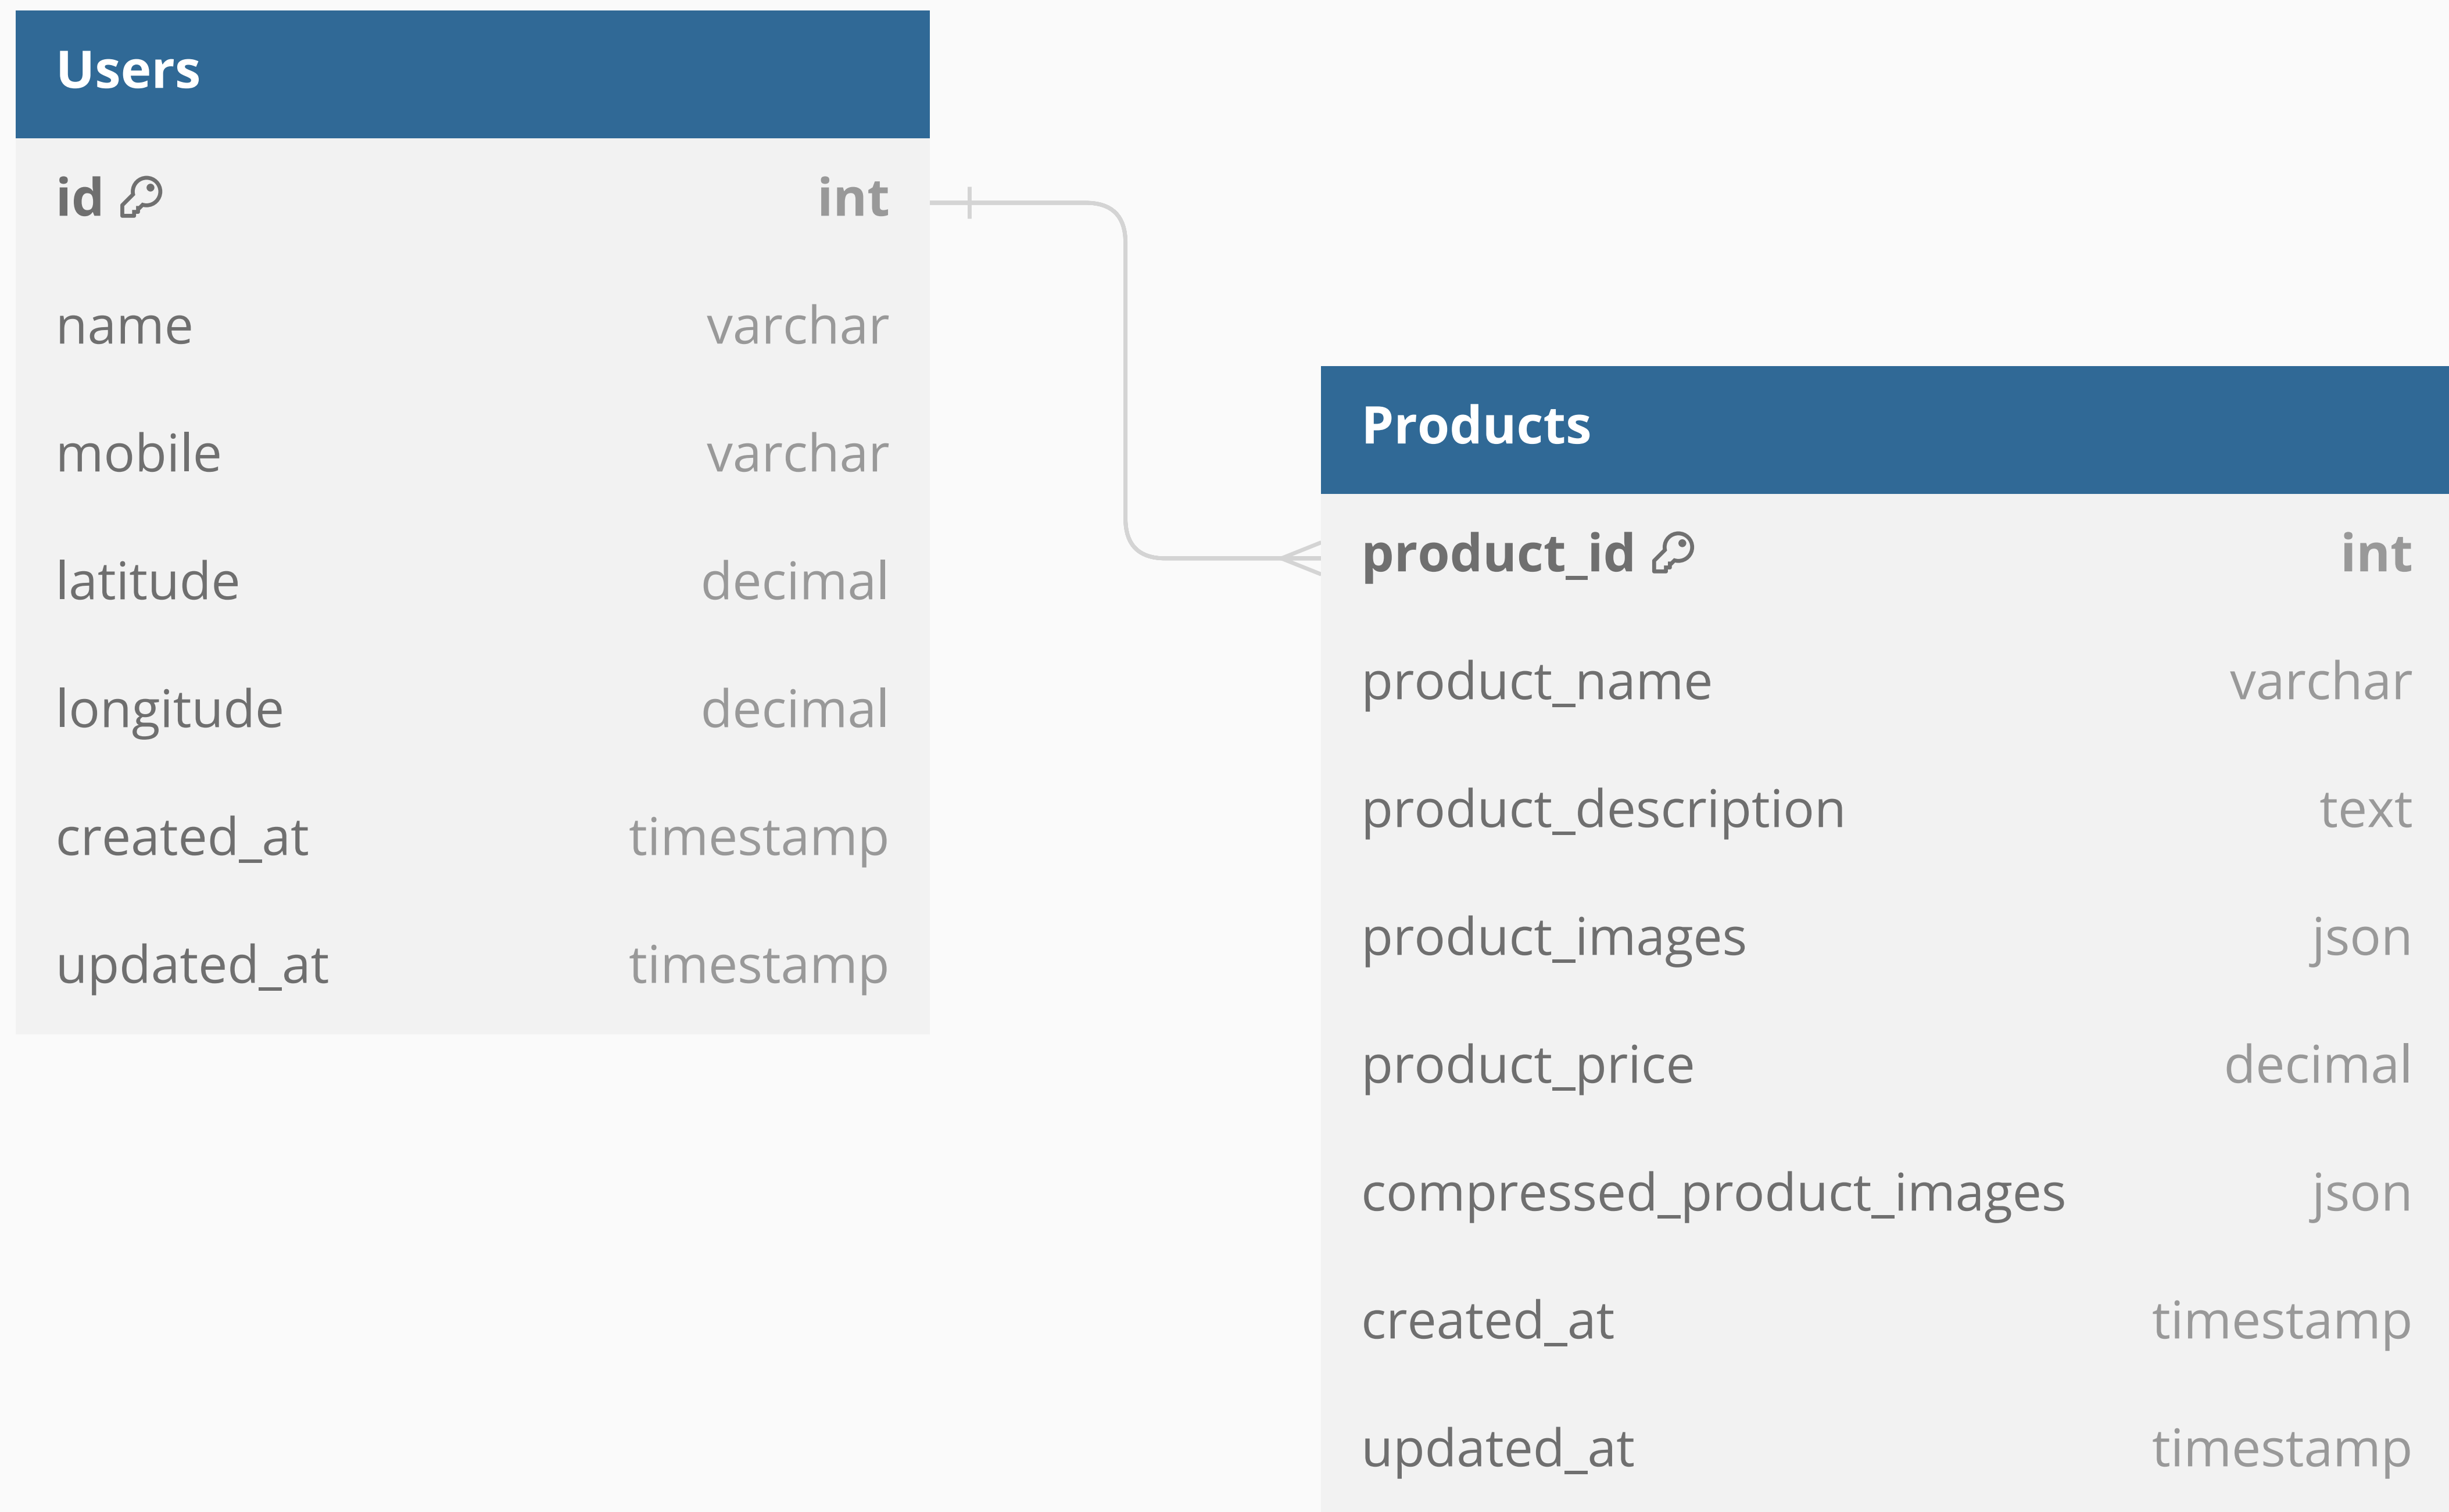 Users
id int
name varchar
mobile varchar
latitude decimal
longitude decimal
created_at timestamp
updated_at timestamp
Products
product_id int
product_name varchar
product_description text
product_images json
product_price decimal
compressed_product_images json
created_at timestamp
updated_at timestamp